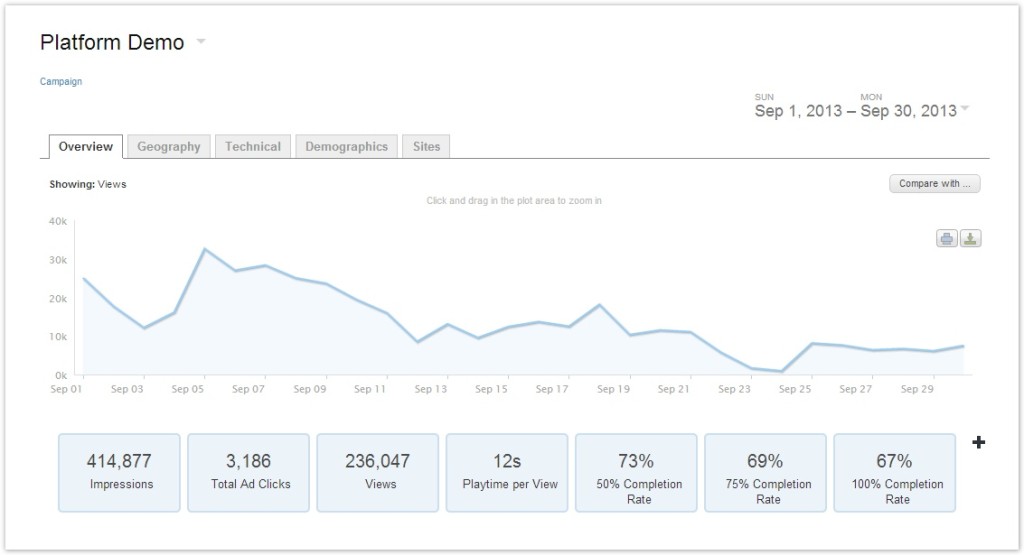 Platform Demo
Campaign
SUN MON
Sep 1, 2013 – Sep 30, 2013
Overview Geography Technical Demographics Sites
Showing: Views
Compare with ...
Click and drag in the plot area to zoom in
40k
30k
20k
10k
0k
Sep 01 Sep 03 Sep 05 Sep 07 Sep 09 Sep 11 Sep 13 Sep 15 Sep 17 Sep 19 Sep 21 Sep 23 Sep 25 Sep 27 Sep 29
414,877
Impressions
3,186
Total Ad Clicks
236,047
Views
12s
Playtime per View
73%
50% Completion
Rate
69%
75% Completion
Rate
67%
100% Completion
Rate